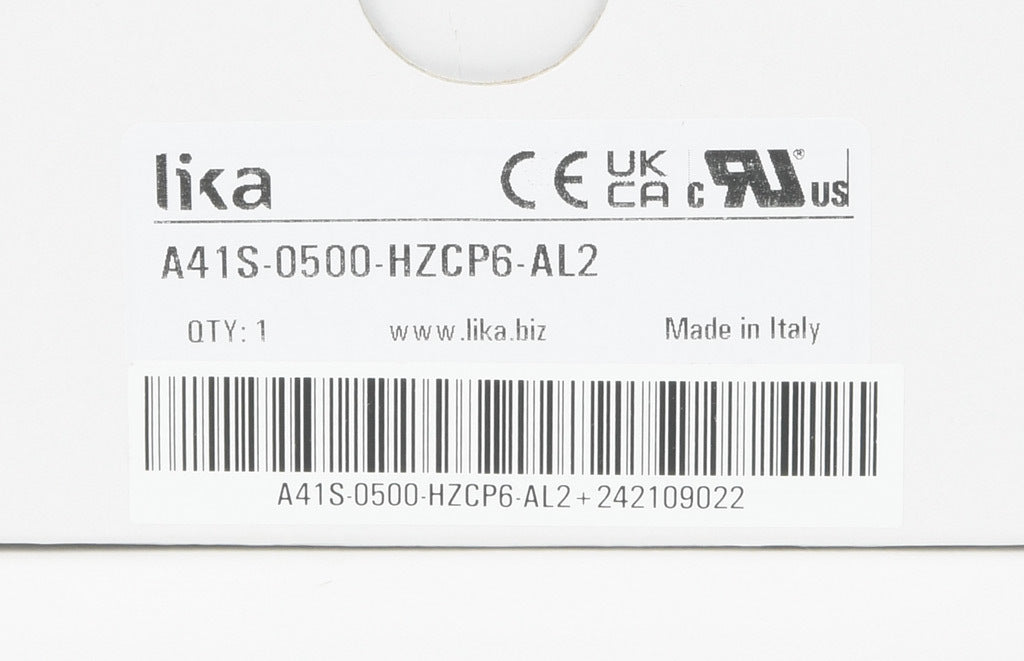 lika CE UK CA c RU ® US
A41S-0500-HZCP6-AL2
QTY: 1 www.lika.biz Made in Italy
A41S-0500-HZCP6-AL2+242109022